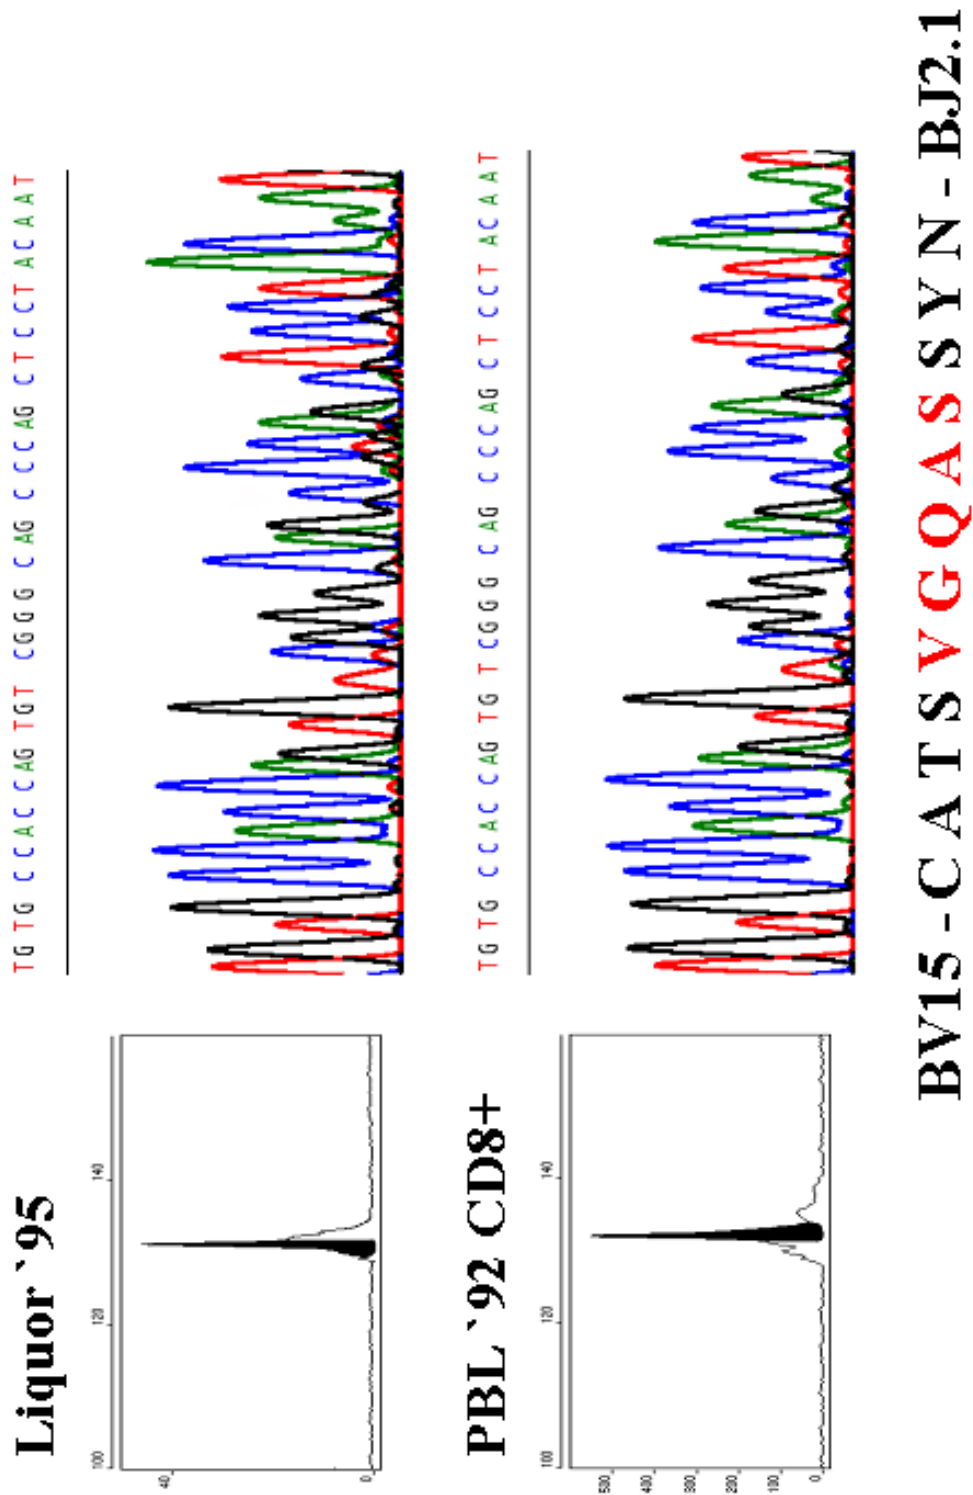 Liquor `95
100 120 140
40
0
T G T G C C A C C A G T G T C G G G C A G C C C A G C T C C T A C A A T
PBL `92 CD8+
100 120 140
500
400
300
200
100
0
T G T G C C A C C A G T G T C G G G C A G C C C A G C T C C T A C A A T
BV15 - C A T S V G Q A S S Y N - BJ2.1